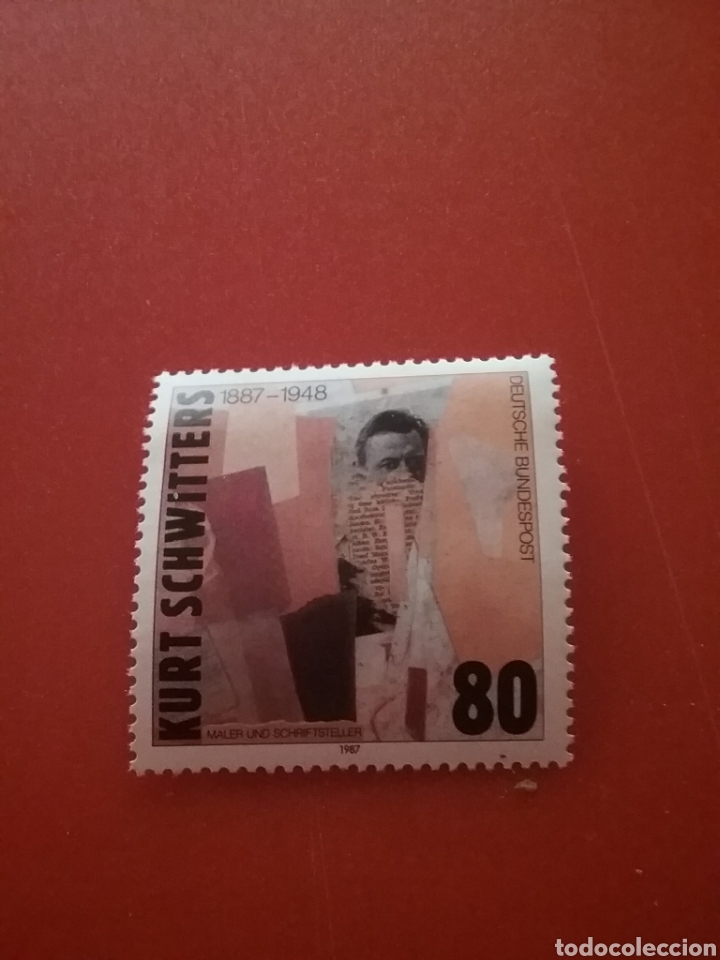 KURT SCHWITTERS
1887–1948
DEUTSCHE BUNDESPOST
80
MALER UND SCHRIFTSTELLER
1987
todocoleccion